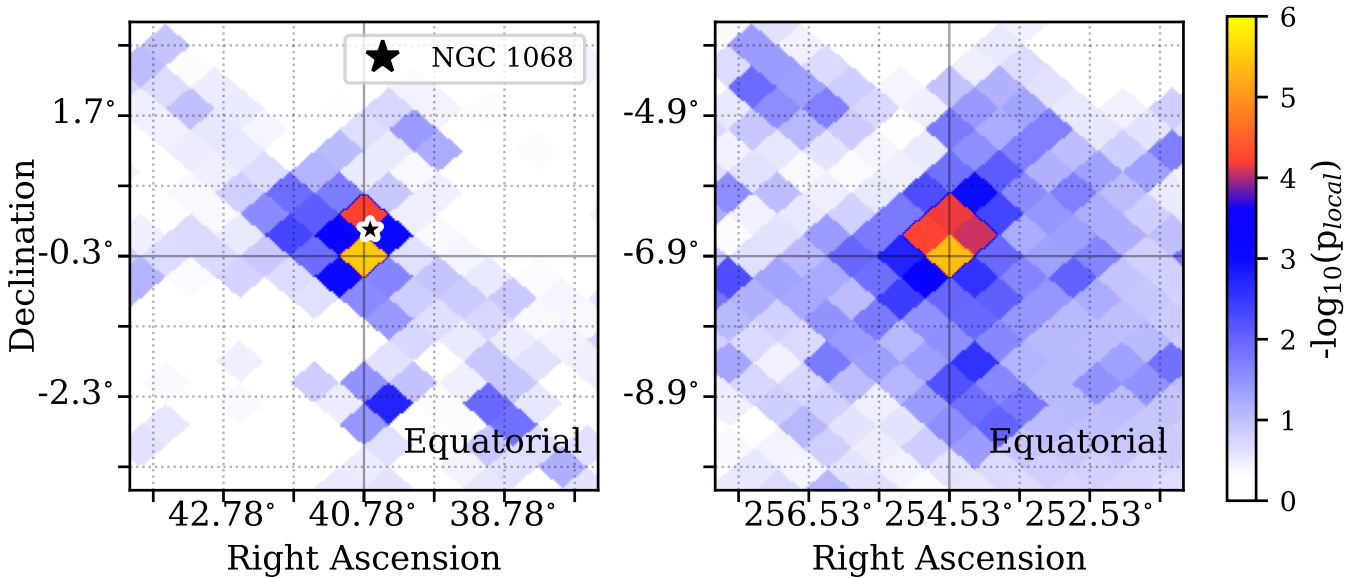 NGC 1068
Declination
1.7°
-0.3°
-2.3°
Equatorial
42.78° 40.78° 38.78°
Right Ascension
-4.9°
-6.9°
-8.9°
Equatorial
256.53° 254.53° 252.53°
Right Ascension
6
5
4
3
2
1
0
-log₁₀(p_local)